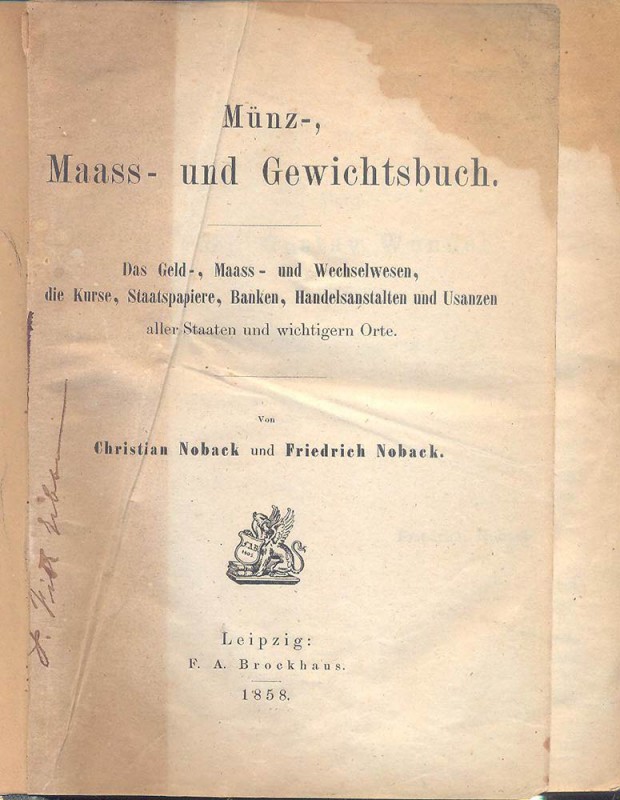 Münz-,
Maass- und Gewichtsbuch.
Das Geld-, Maass- und Wechselwesen,
die Kurse, Staatspapiere, Banken, Handelsanstalten und Usanzen
aller Staaten und wichtigern Orte.
Von
Christian Noback und Friedrich Noback.
Leipzig:
F. A. Brockhaus.
1858.